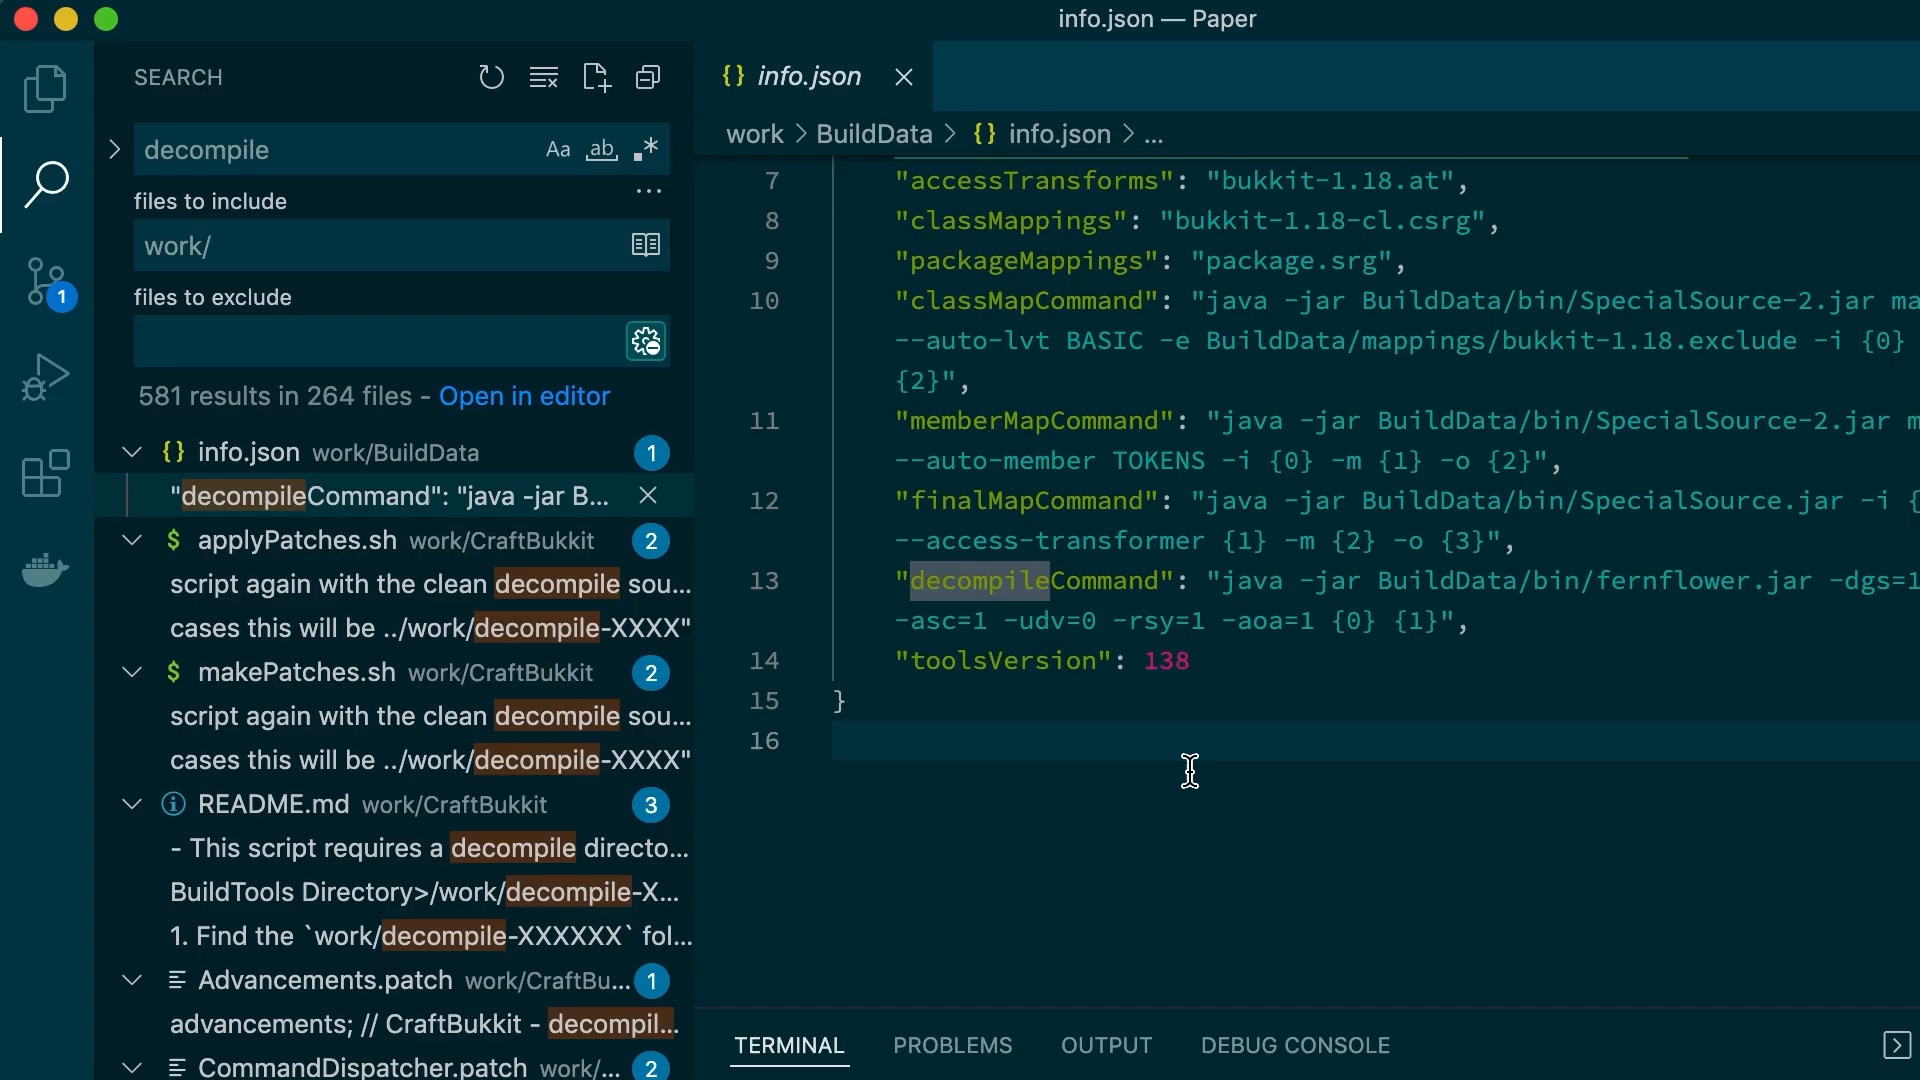 info.json — Paper
SEARCH
decompile
Aa ab .*
files to include
work/
files to exclude
581 results in 264 files - Open in editor
{} info.json work/BuildData 1
"decompileCommand": "java -jar B...
$ applyPatches.sh work/CraftBukkit 2
script again with the clean decompile sou...
cases this will be ../work/decompile-XXXX"
$ makePatches.sh work/CraftBukkit 2
script again with the clean decompile sou...
cases this will be ../work/decompile-XXXX"
README.md work/CraftBukkit 3
- This script requires a decompile directo...
BuildTools Directory>/work/decompile-X...
1. Find the `work/decompile-XXXXXX` fol...
Advancements.patch work/CraftBu... 1
advancements; // CraftBukkit - decompil...
CommandDispatcher.patch work/... 2
1
{} info.json
work > BuildData > {} info.json > ...
7 "accessTransforms": "bukkit-1.18.at",
8 "classMappings": "bukkit-1.18-cl.csrg",
9 "packageMappings": "package.srg",
10 "classMapCommand": "java -jar BuildData/bin/SpecialSource-2.jar ma
--auto-lvt BASIC -e BuildData/mappings/bukkit-1.18.exclude -i {0}
{2}",
11 "memberMapCommand": "java -jar BuildData/bin/SpecialSource-2.jar m
--auto-member TOKENS -i {0} -m {1} -o {2}",
12 "finalMapCommand": "java -jar BuildData/bin/SpecialSource.jar -i {
--access-transformer {1} -m {2} -o {3}",
13 "decompileCommand": "java -jar BuildData/bin/fernflower.jar -dgs=1
-asc=1 -udv=0 -rsy=1 -aoa=1 {0} {1}",
14 "toolsVersion": 138
15 }
16
TERMINAL PROBLEMS OUTPUT DEBUG CONSOLE